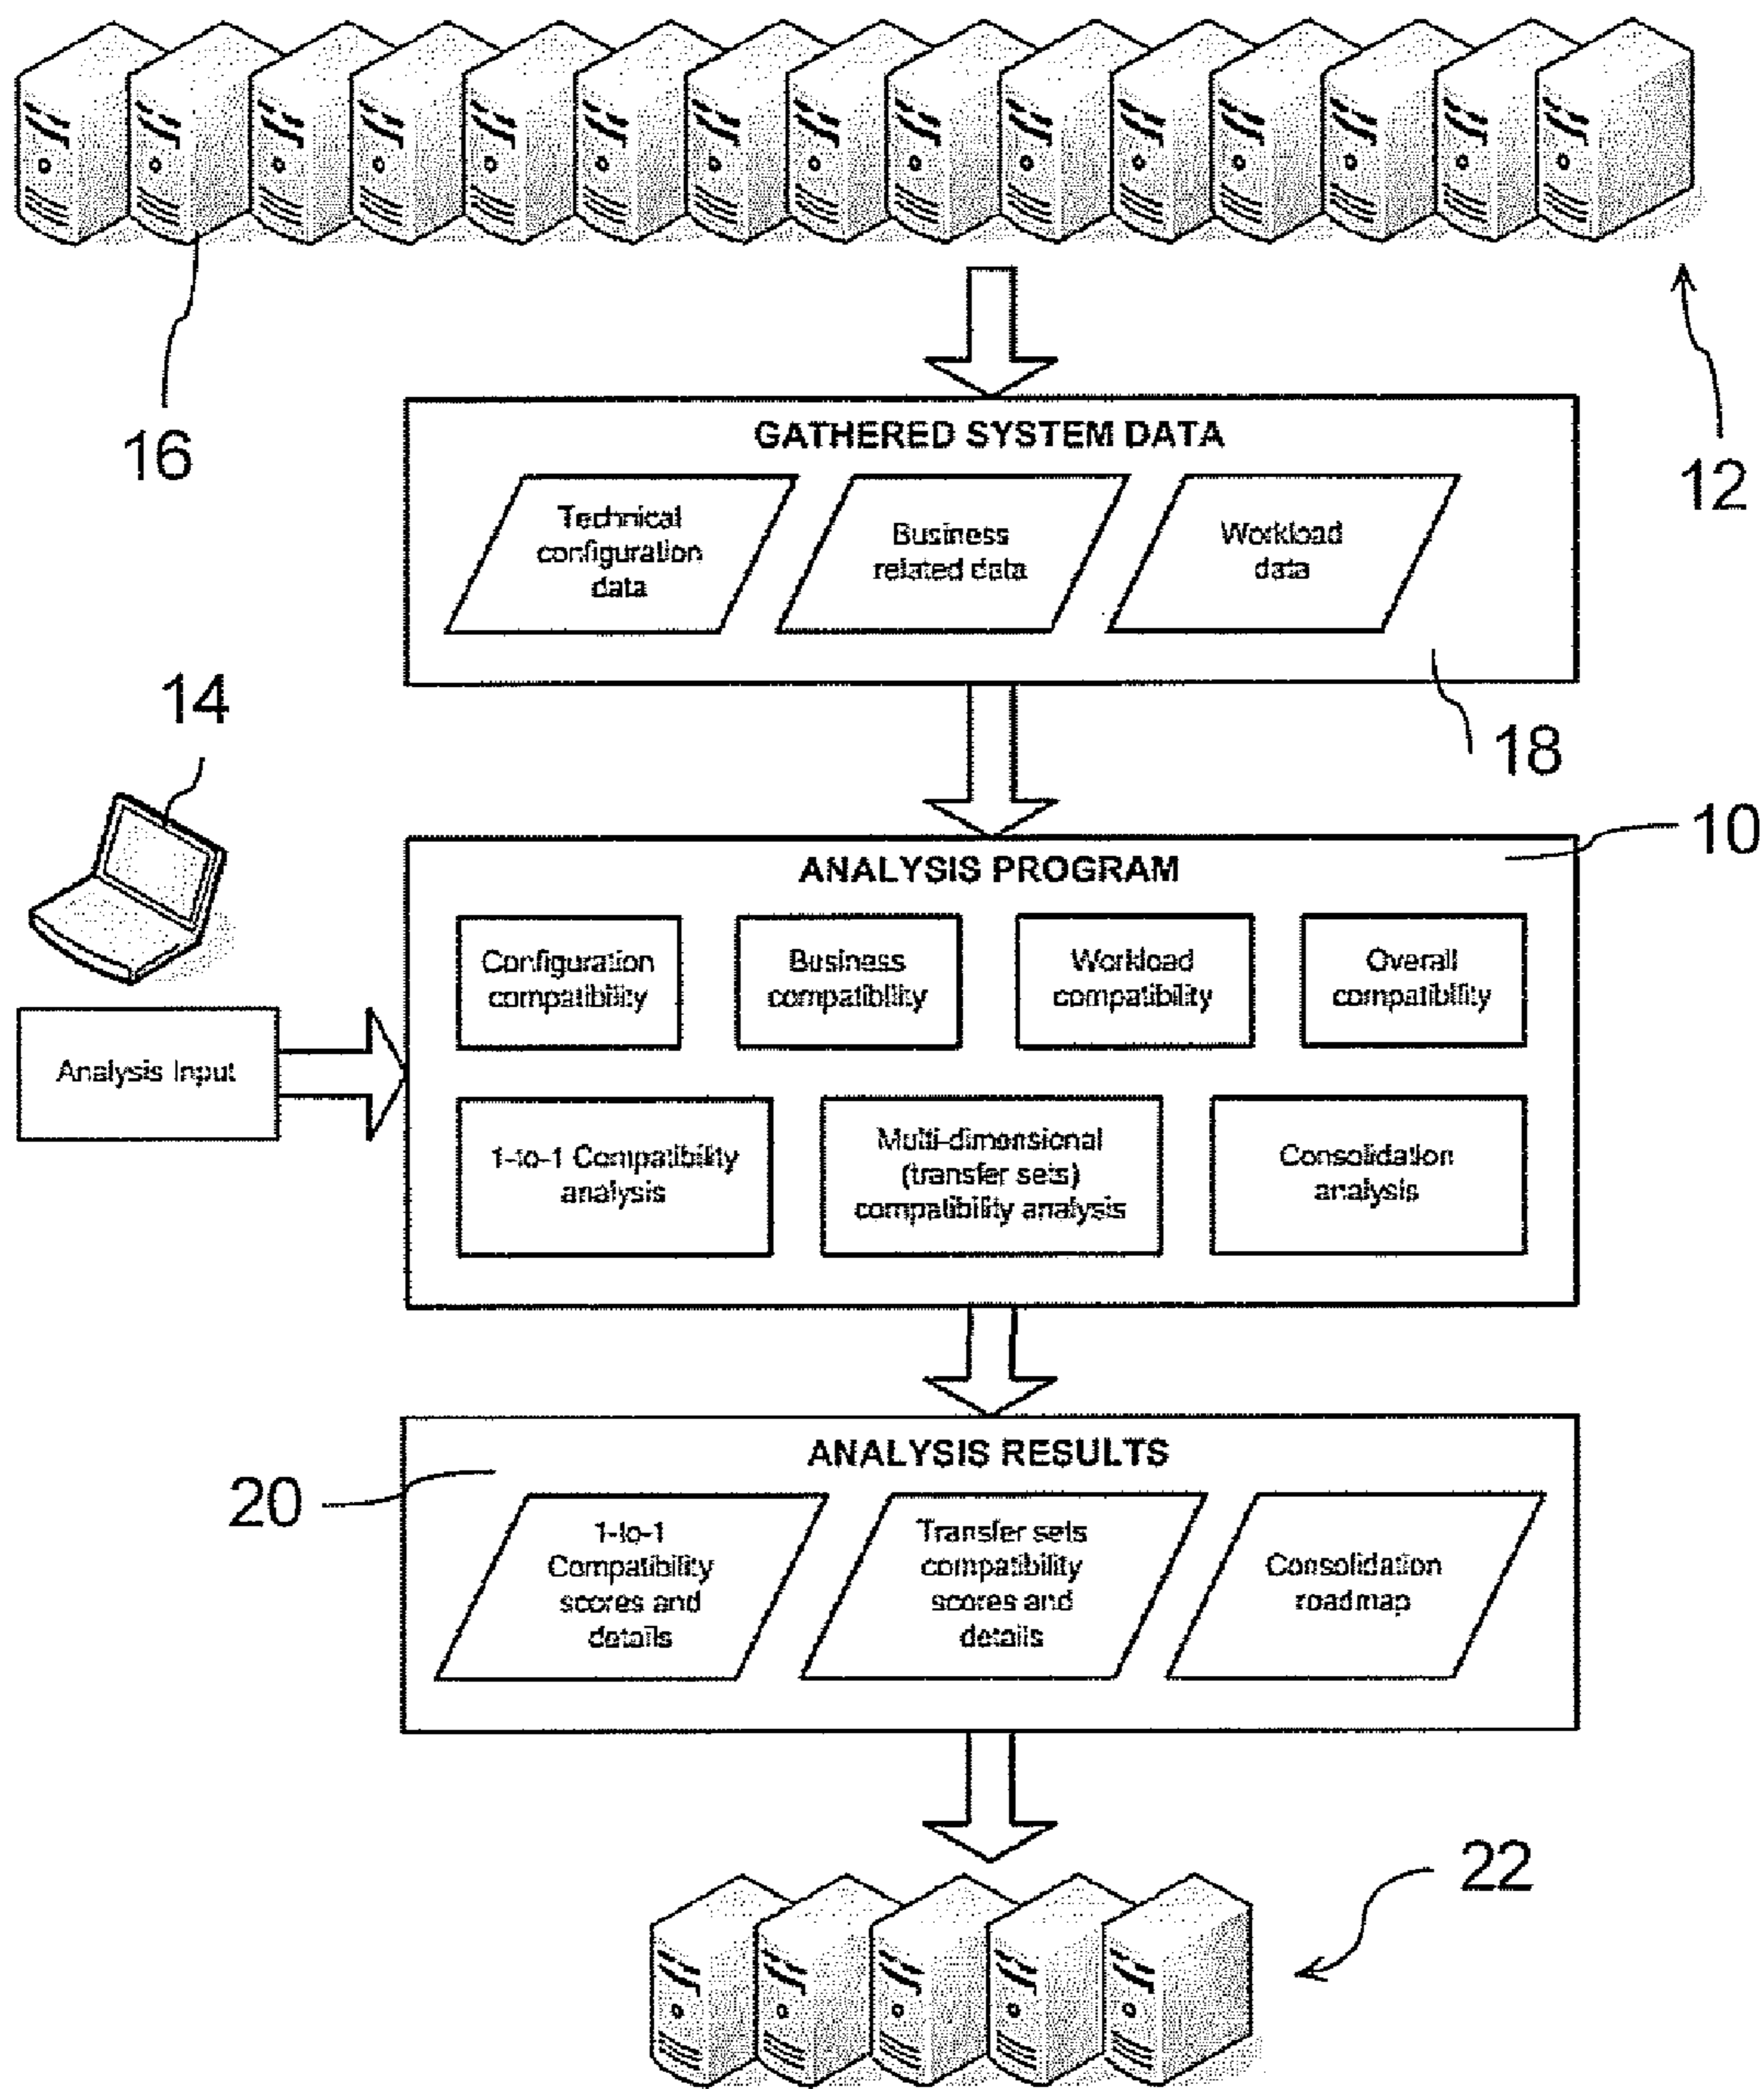 16
12
GATHERED SYSTEM DATA
Technical
configuration
data
Business
related data
Workload
data
18
14
10
ANALYSIS PROGRAM
Configuration
compatibility
Business
compatibility
Workload
compatibility
Overall
compatibility
Analysis Input
1-to-1 Compatibility
analysis
Multi-dimensional
(transfer sets)
compatibility analysis
Consolidation
analysis
ANALYSIS RESULTS
20
1-to-1
Compatibility
scores and
details
Transfer sets
compatibility
scores and
details
Consolidation
roadmap
22